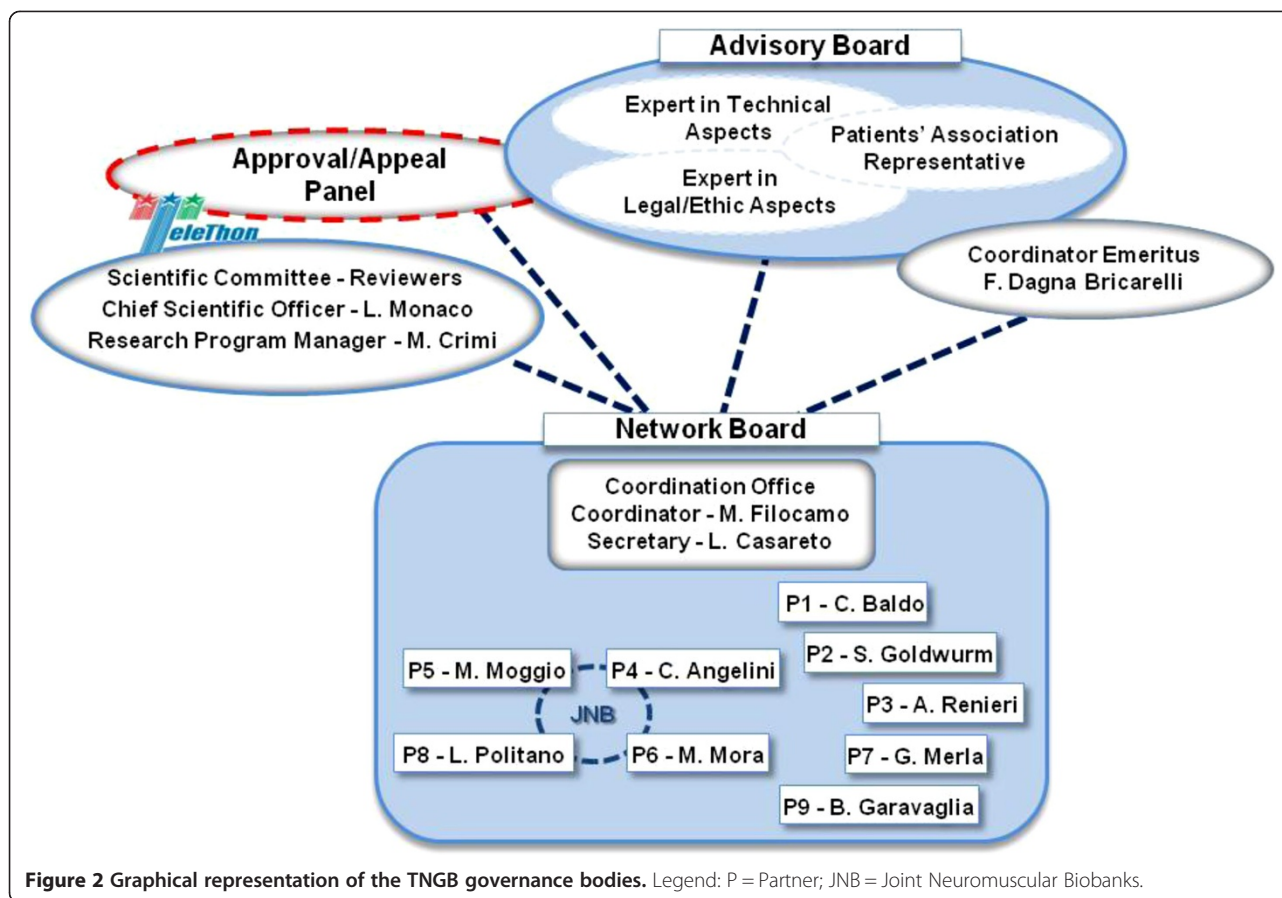 Advisory Board
Expert in Technical
Aspects
Patients' Association
Representative
Expert in
Legal/Ethic Aspects
Approval/Appeal
Panel
TeleThon
Scientific Committee - Reviewers
Chief Scientific Officer - L. Monaco
Research Program Manager - M. Crimi
Coordinator Emeritus
F. Dagna Bricarelli
Network Board
Coordination Office
Coordinator - M. Filocamo
Secretary - L. Casareto
P1 - C. Baldo
P2 - S. Goldwurm
P3 - A. Renieri
P7 - G. Merla
P9 - B. Garavaglia
P5 - M. Moggio
P4 - C. Angelini
JNB
P8 - L. Politano
P6 - M. Mora
Figure 2 Graphical representation of the TNGB governance bodies. Legend: P = Partner; JNB = Joint Neuromuscular Biobanks.